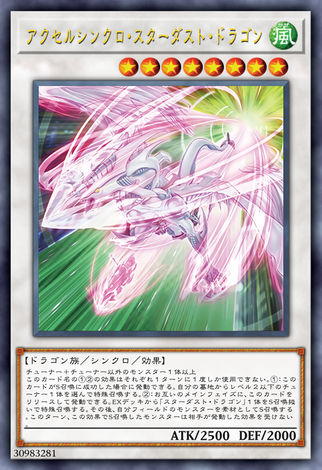 アクセルシンクロ・スターダスト・ドラゴン
風
【ドラゴン族／シンクロ／効果】
チューナー＋チューナー以外のモンスター1体以上
このカード名の①②の効果はそれぞれ1ターンに1度しか使用できない。①：この
カードがS召喚に成功した場合に発動できる。自分の墓地からレベル2以下のチュー
ナー1体を選んで特殊召喚する。②：お互いのメインフェイズに、このカードを
リリースして発動できる。EXデッキから「スターダスト・ドラゴン」1体をS召喚扱
いで特殊召喚する。その後、自分フィールドのモンスターを素材としてS召喚する
。このターン、この効果でS召喚したモンスターは相手が発動した効果を受けない
ATK/2500 DEF/2000
30983281